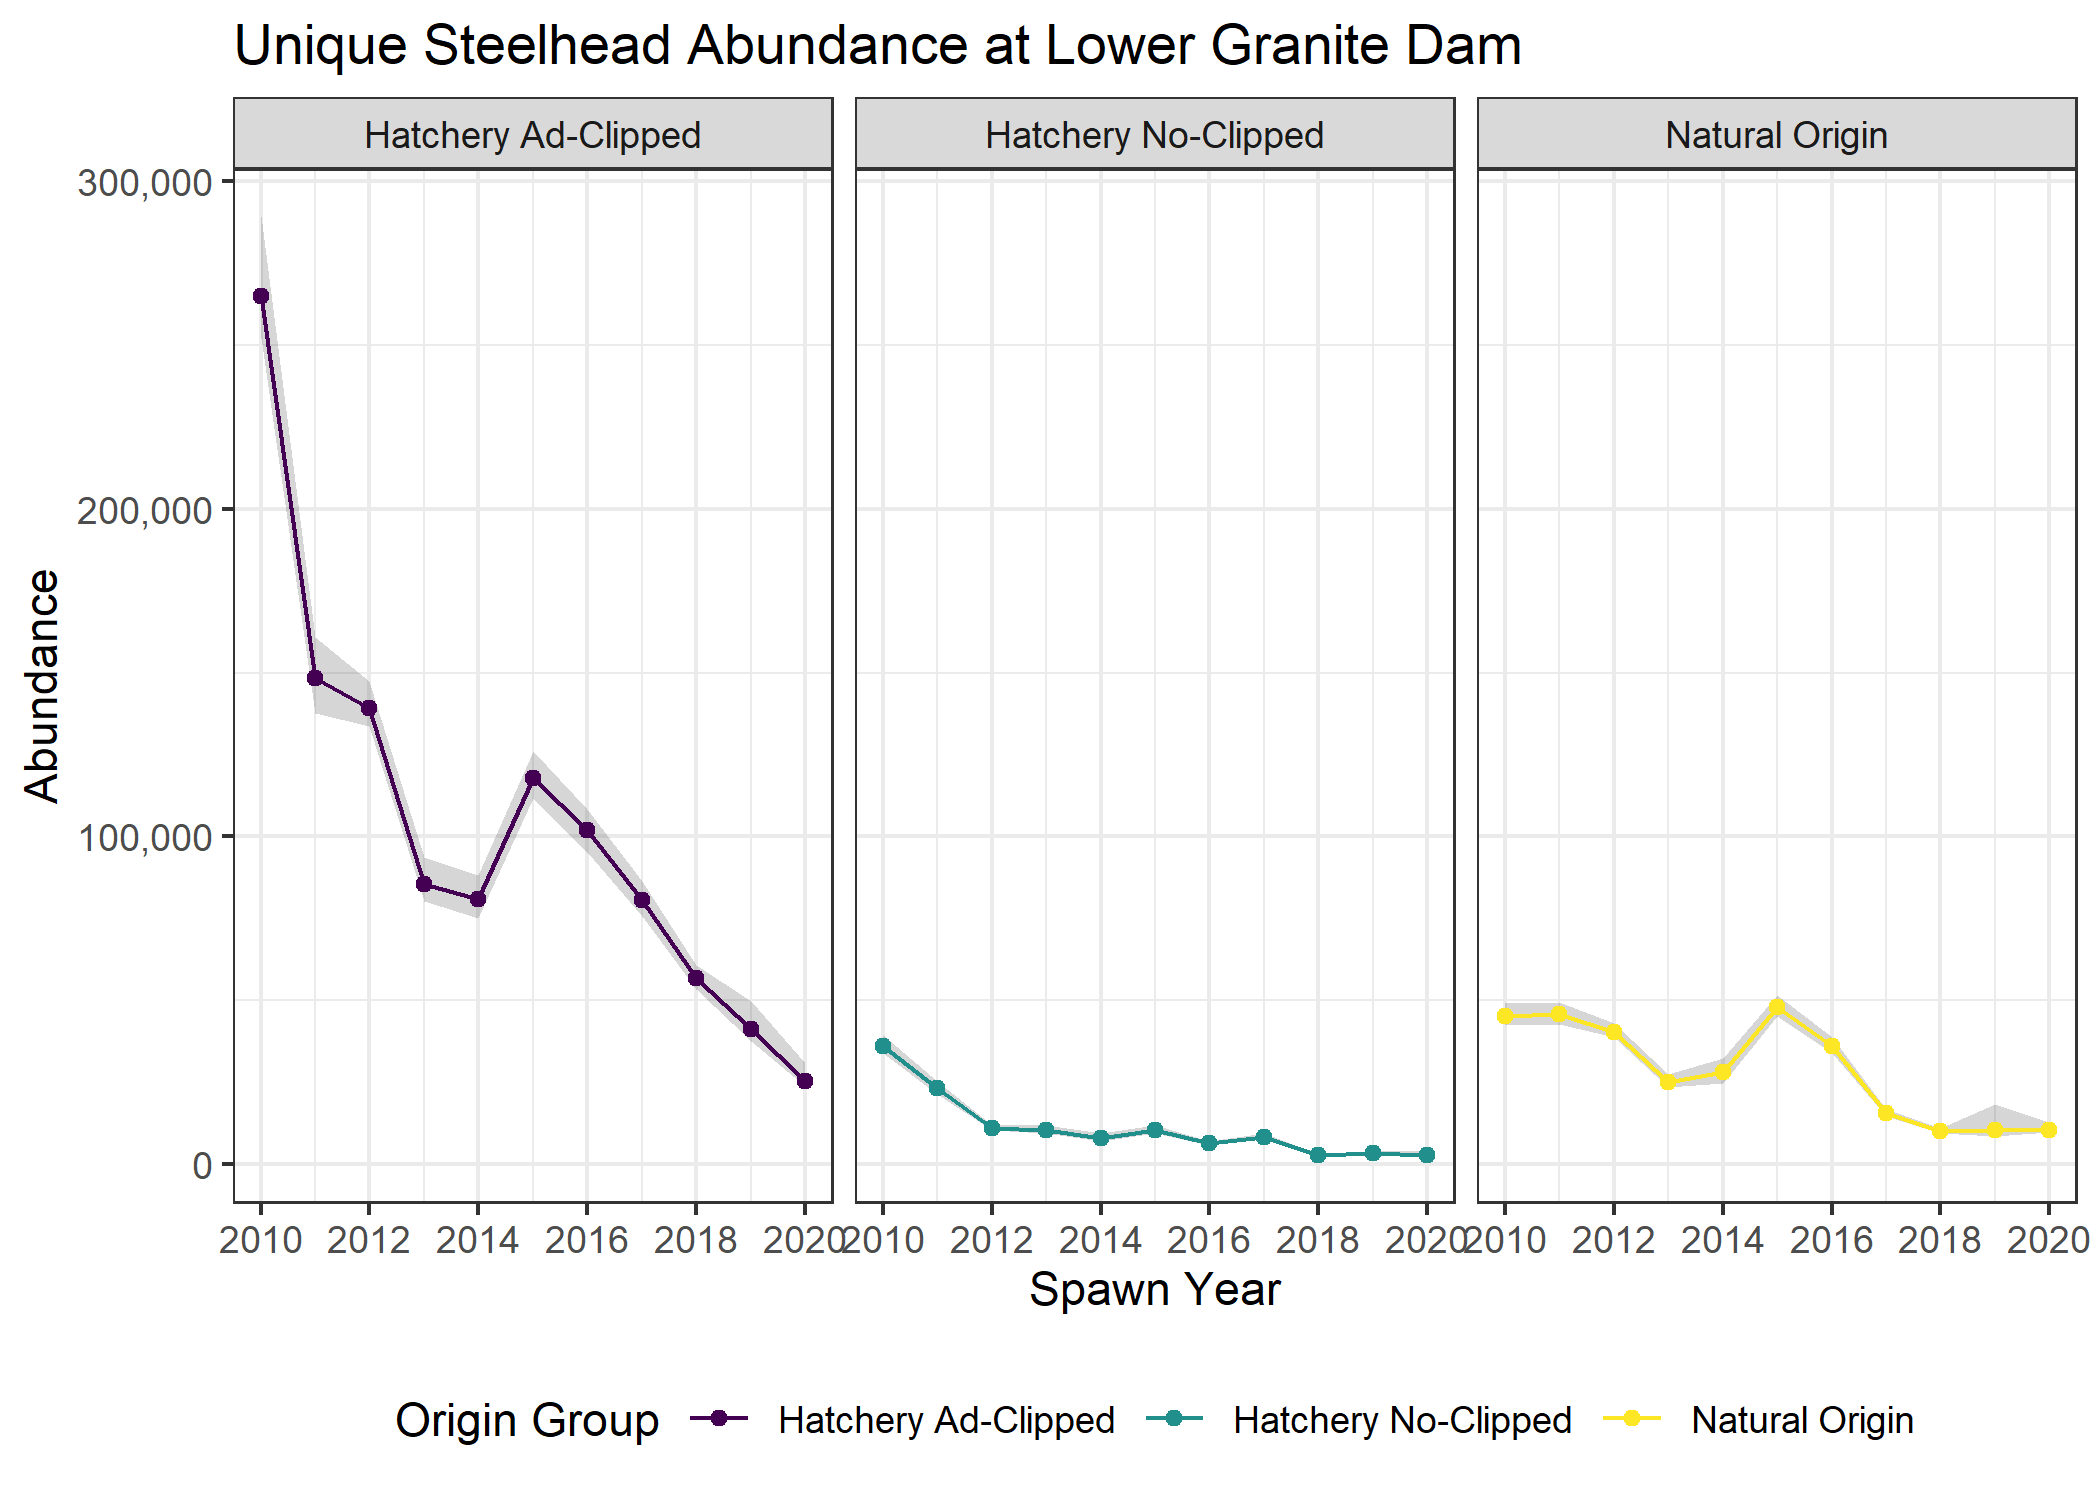 Unique Steelhead Abundance at Lower Granite Dam
Hatchery Ad-Clipped
Hatchery No-Clipped
Natural Origin
300,000
200,000
100,000
0
Abundance
2010 2012 2014 2016 2018 2020
2010 2012 2014 2016 2018 2020
2010 2012 2014 2016 2018 2020
Spawn Year
Origin Group Hatchery Ad-Clipped Hatchery No-Clipped Natural Origin